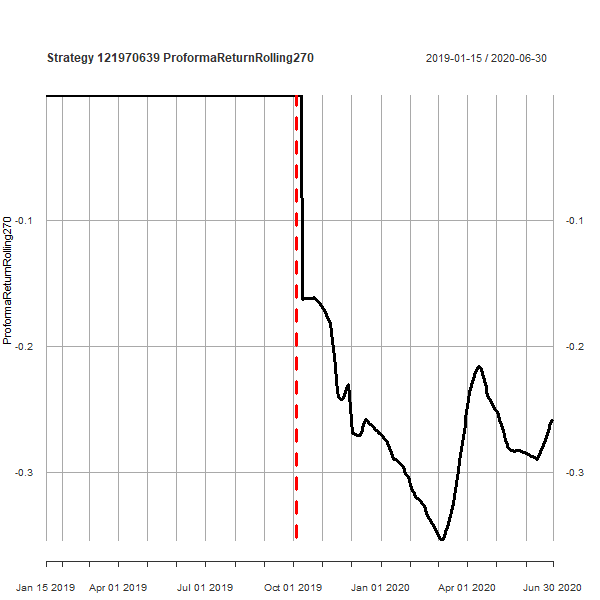 Strategy 121970639 ProformaReturnRolling270
2019-01-15 / 2020-06-30
ProformaReturnRolling270
-0.1
-0.1
-0.2
-0.2
-0.3
-0.3
Jan 15 2019
Apr 01 2019
Jul 01 2019
Oct 01 2019
Jan 01 2020
Apr 01 2020
Jun 30 2020